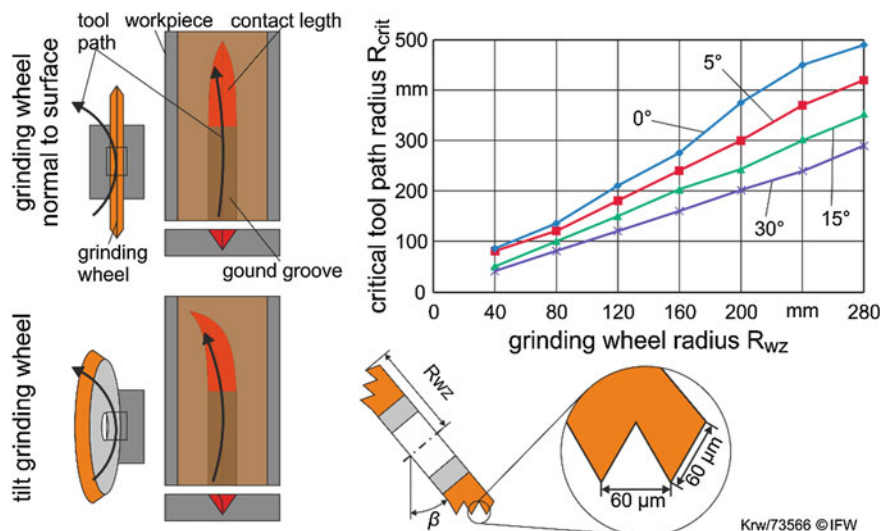 tool
path
workpiece
contact legth
grinding wheel
normal to surface
grinding
wheel
gound groove
tilt grinding wheel
critical tool path radius Rcrit
500
mm
300
200
100
0
0°
5°
15°
30°
0 40 80 120 160 200 mm 280
grinding wheel radius RWZ
RWZ
β
60 µm
60 µm
Krw/73566 © IFW